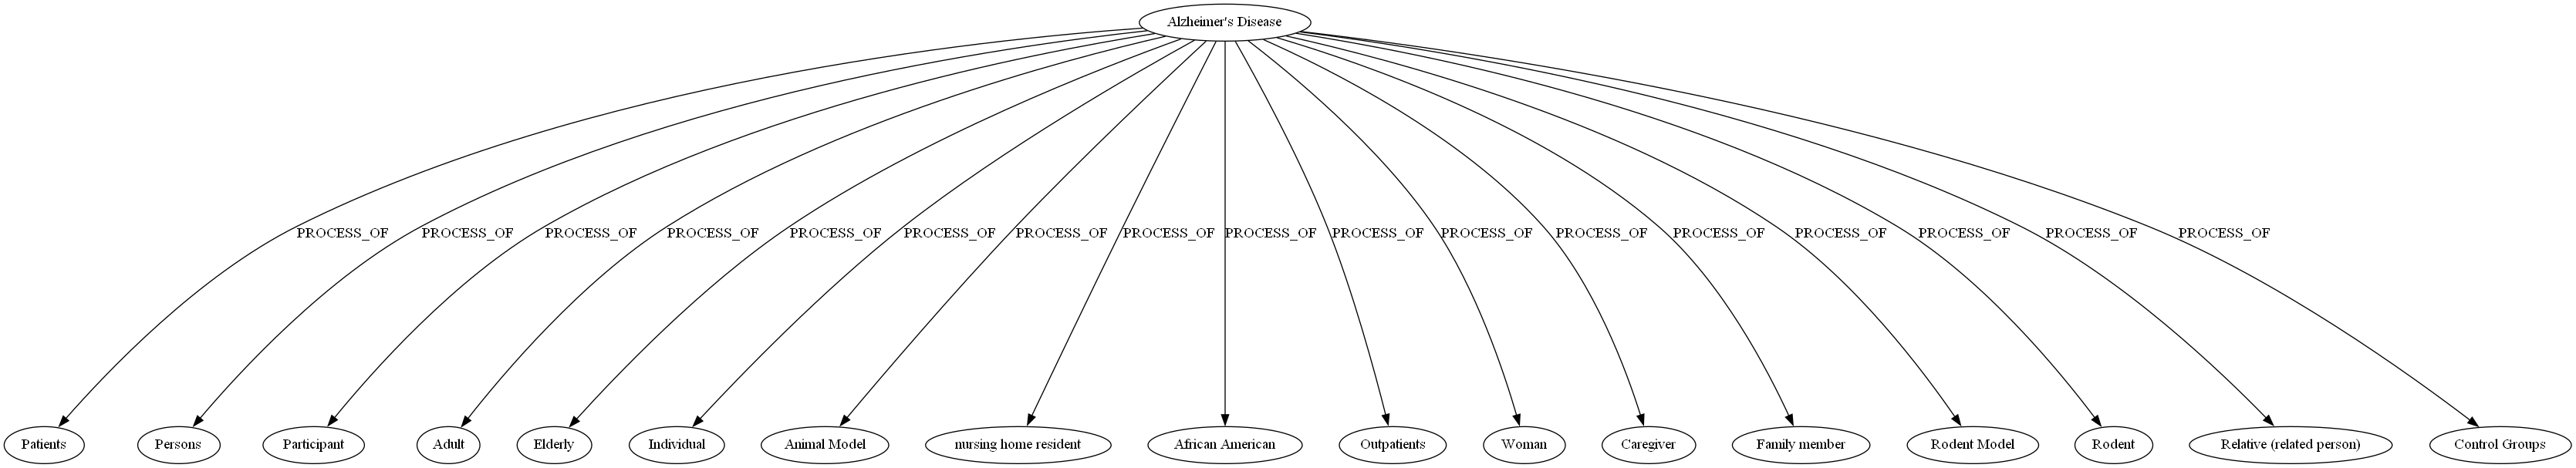 Alzheimer's Disease
PROCESS_OF PROCESS_OF PROCESS_OF PROCESS_OF PROCESS_OF PROCESS_OF PROCESS_OF PROCESS_OF PROCESS_OF PROCESS_OF PROCESS_OF PROCESS_OF PROCESS_OF PROCESS_OF PROCESS_OF PROCESS_OF PROCESS_OF
Patients Persons Participant Adult Elderly Individual Animal Model nursing home resident African American Outpatients Woman Caregiver Family member Rodent Model Rodent Relative (related person) Control Groups